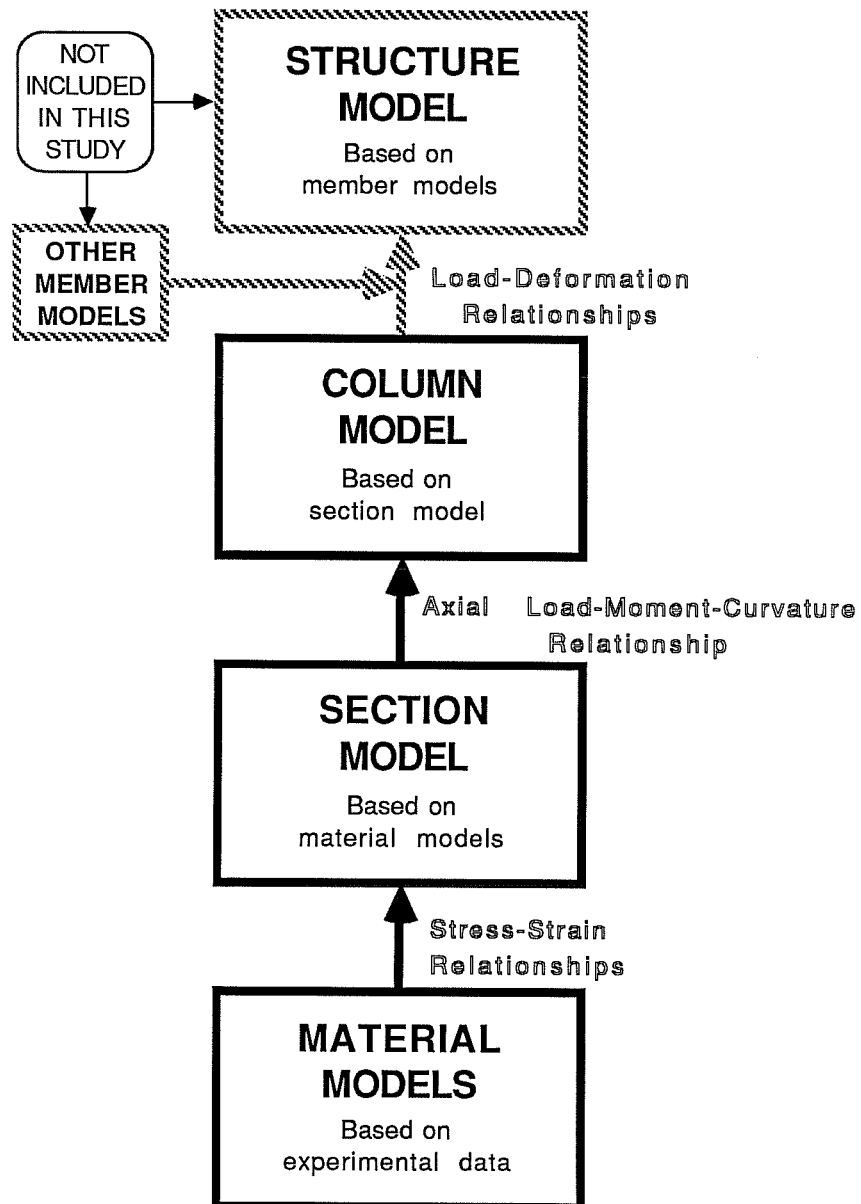 NOT
INCLUDED
IN THIS
STUDY
STRUCTURE
MODEL
Based on
member models
OTHER
MEMBER
MODELS
Load-Deformation
Relationships
COLUMN
MODEL
Based on
section model
Axial Load-Moment-Curvature
Relationship
SECTION
MODEL
Based on
material models
Stress-Strain
Relationships
MATERIAL
MODELS
Based on
experimental data